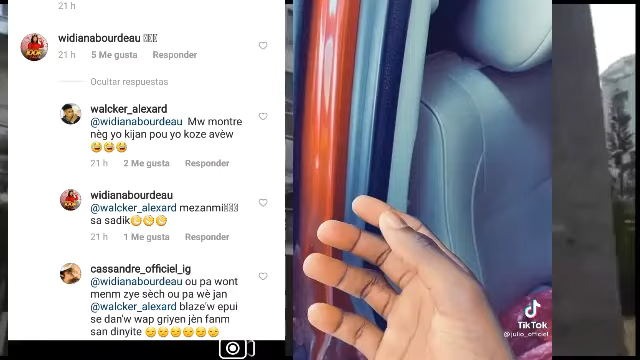 21 h
widianabourdeau
21 h 5 Me gusta Responder
Ocultar respuestas
walcker_alexard
@widianabourdeau Mw montre
nèg yo kijan pou yo koze avèw
😂😂😂
21 h 2 Me gusta Responder
widianabourdeau
@walcker_alexard mezanmi
sa sadik
21 h 1 Me gusta Responder
cassandre_officiel_ig
@widianabourdeau ou pa wont
menm zye sèch ou pa wè jan
@walcker_alexard blaze'w epui
se dan'w wap griyen jèn fanm
san dinyite 😏😏😏😏😏😏
TikTok
@julio_officiel